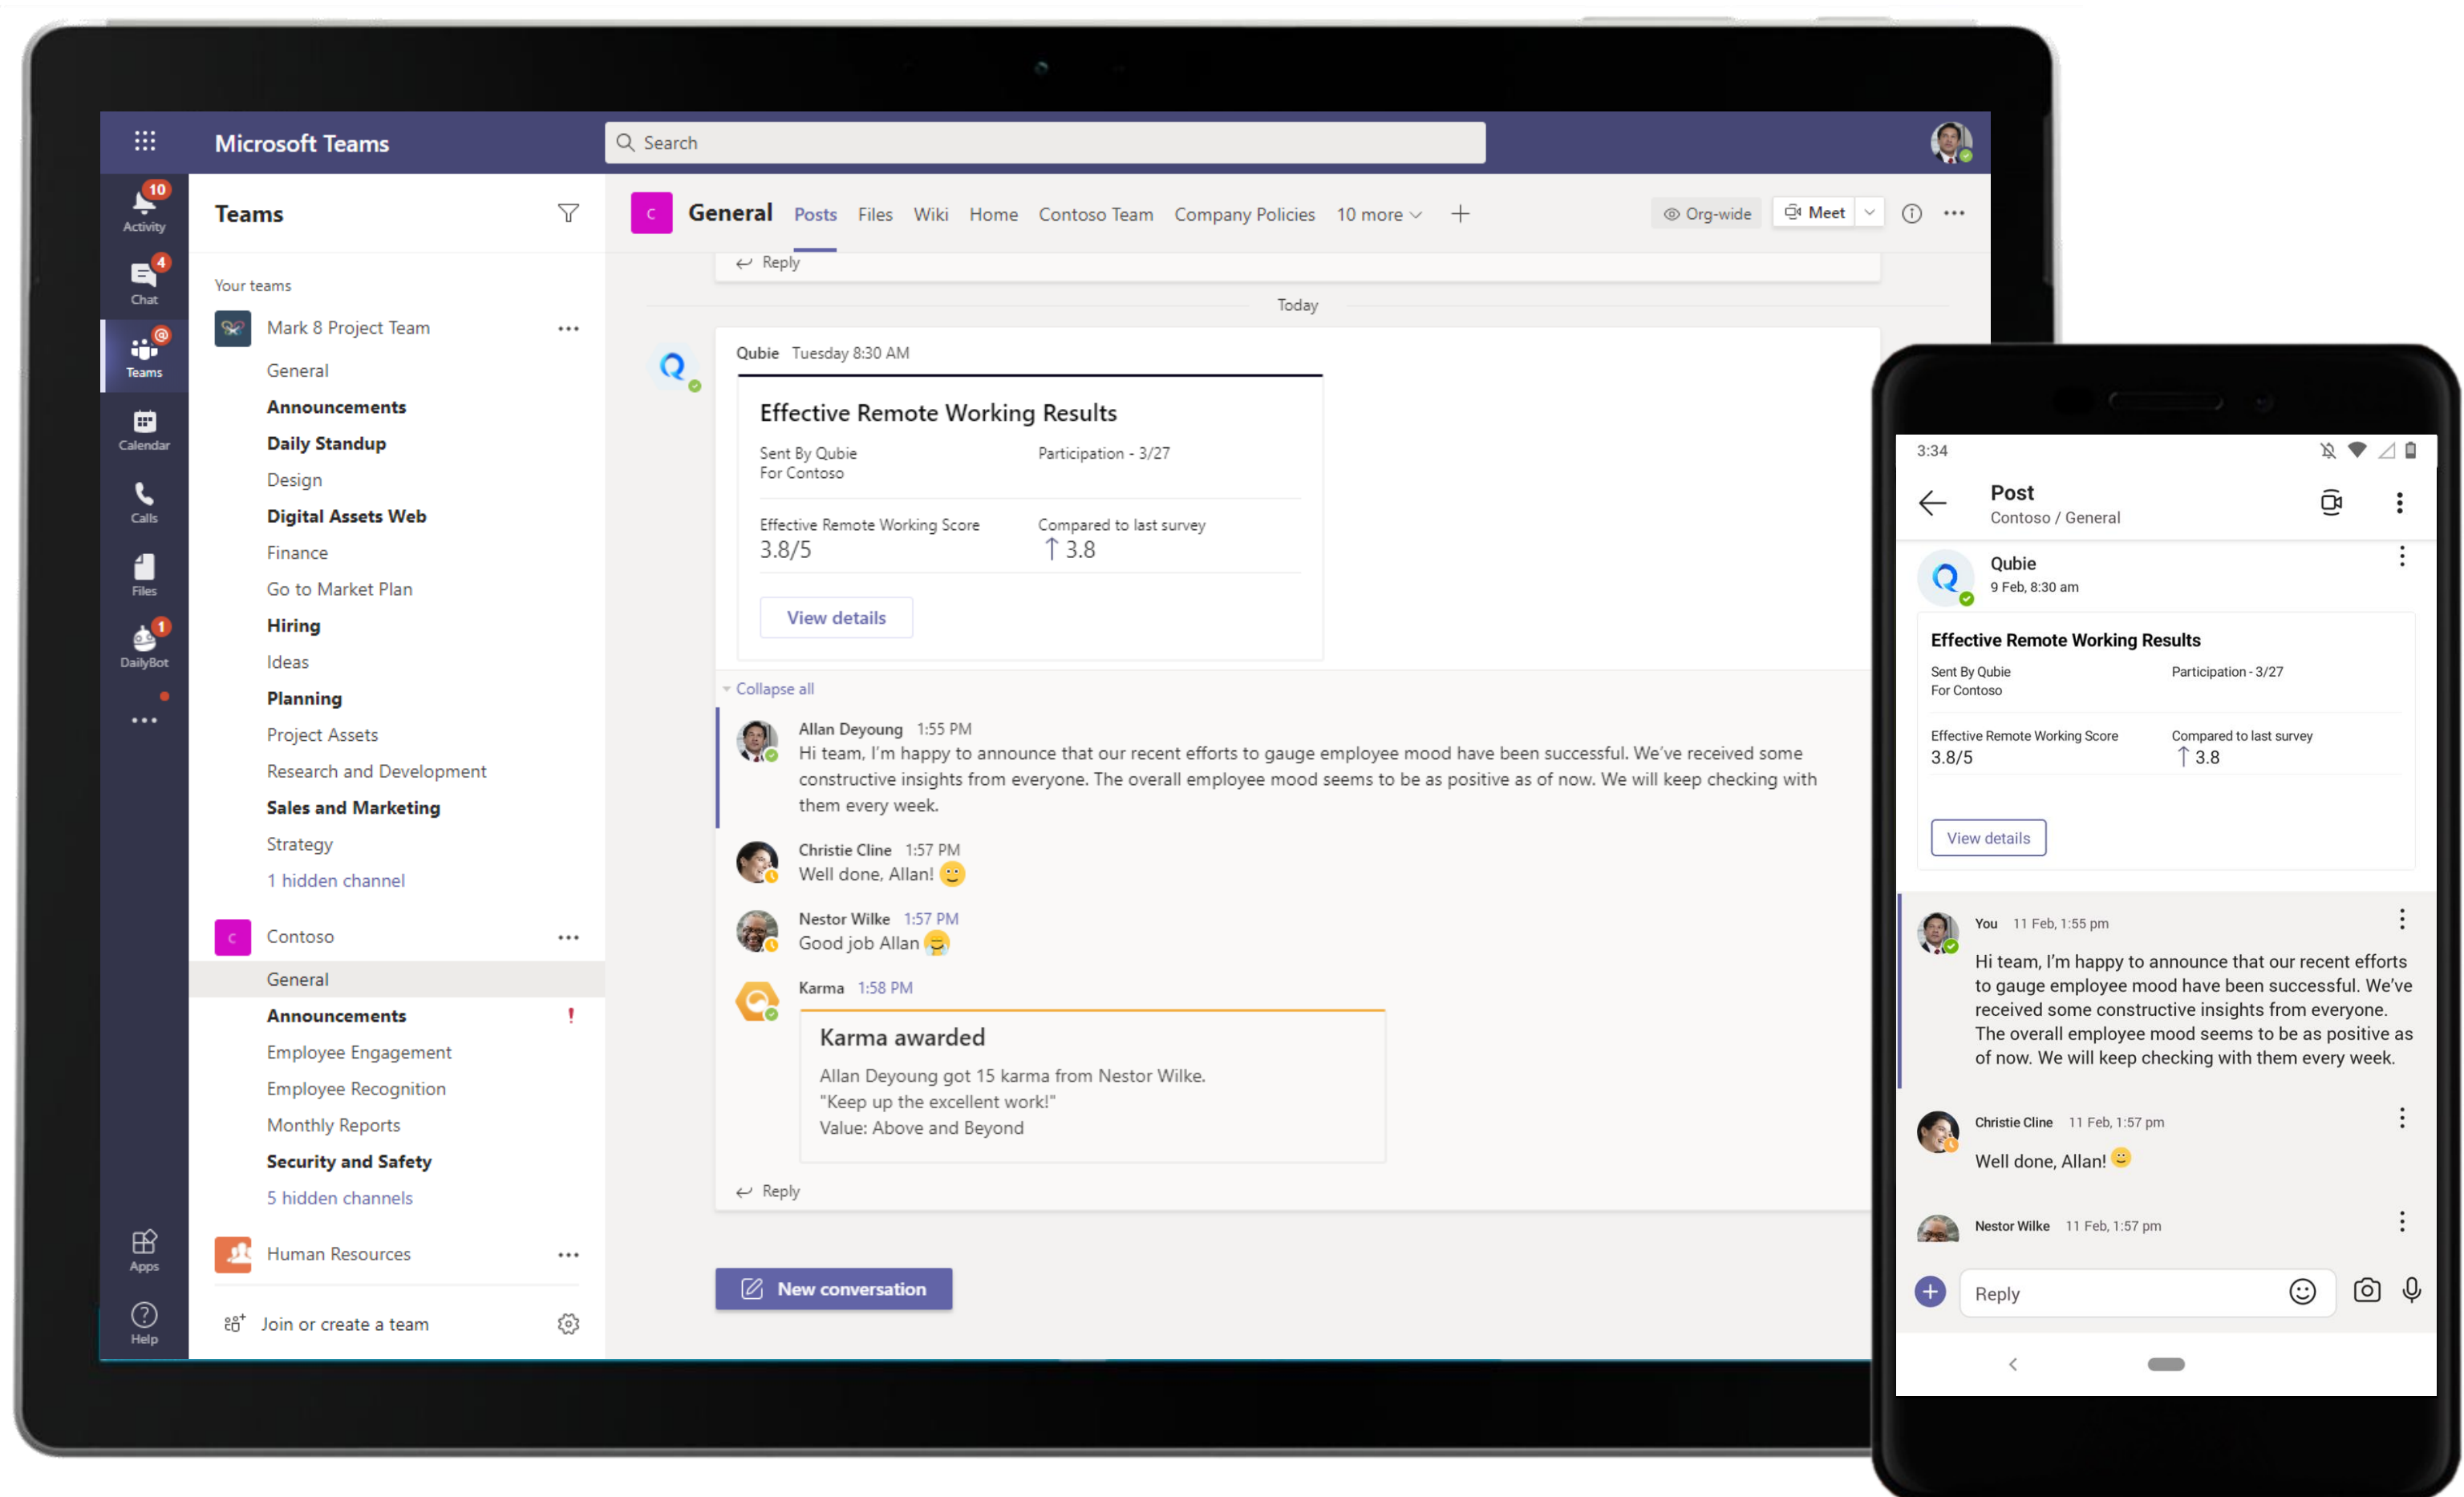 Microsoft Teams
Search
10
Activity
4
Chat
@
Teams
Calendar
Calls
Files
1
DailyBot
Apps
Help
Teams
Your teams
Mark 8 Project Team
General
Announcements
Daily Standup
Design
Digital Assets Web
Finance
Go to Market Plan
Hiring
Ideas
Planning
Project Assets
Research and Development
Sales and Marketing
Strategy
1 hidden channel
C Contoso
General
Announcements !
Employee Engagement
Employee Recognition
Monthly Reports
Security and Safety
5 hidden channels
Human Resources
Join or create a team
C General Posts Files Wiki Home Contoso Team Company Policies 10 more + Org-wide Meet
Reply
Today
Qubie Tuesday 8:30 AM
Effective Remote Working Results
Sent By Qubie Participation - 3/27
For Contoso
Effective Remote Working Score Compared to last survey
3.8/5 ↑ 3.8
View details
Collapse all
Allan Deyoung 1:55 PM
Hi team, I'm happy to announce that our recent efforts to gauge employee mood have been successful. We've received some
constructive insights from everyone. The overall employee mood seems to be as positive as of now. We will keep checking with
them every week.
Christie Cline 1:57 PM
Well done, Allan! 🙂
Nestor Wilke 1:57 PM
Good job Allan
Karma 1:58 PM
Karma awarded
Allan Deyoung got 15 karma from Nestor Wilke.
"Keep up the excellent work!"
Value: Above and Beyond
Reply
New conversation
3:34
Post
Contoso / General
Qubie
9 Feb, 8:30 am
Effective Remote Working Results
Sent By Qubie Participation - 3/27
For Contoso
Effective Remote Working Score Compared to last survey
3.8/5 ↑ 3.8
View details
You 11 Feb, 1:55 pm
Hi team, I'm happy to announce that our recent efforts
to gauge employee mood have been successful. We've
received some constructive insights from everyone.
The overall employee mood seems to be as positive as
of now. We will keep checking with them every week.
Christie Cline 11 Feb, 1:57 pm
Well done, Allan! 🙂
Nestor Wilke 11 Feb, 1:57 pm
Reply